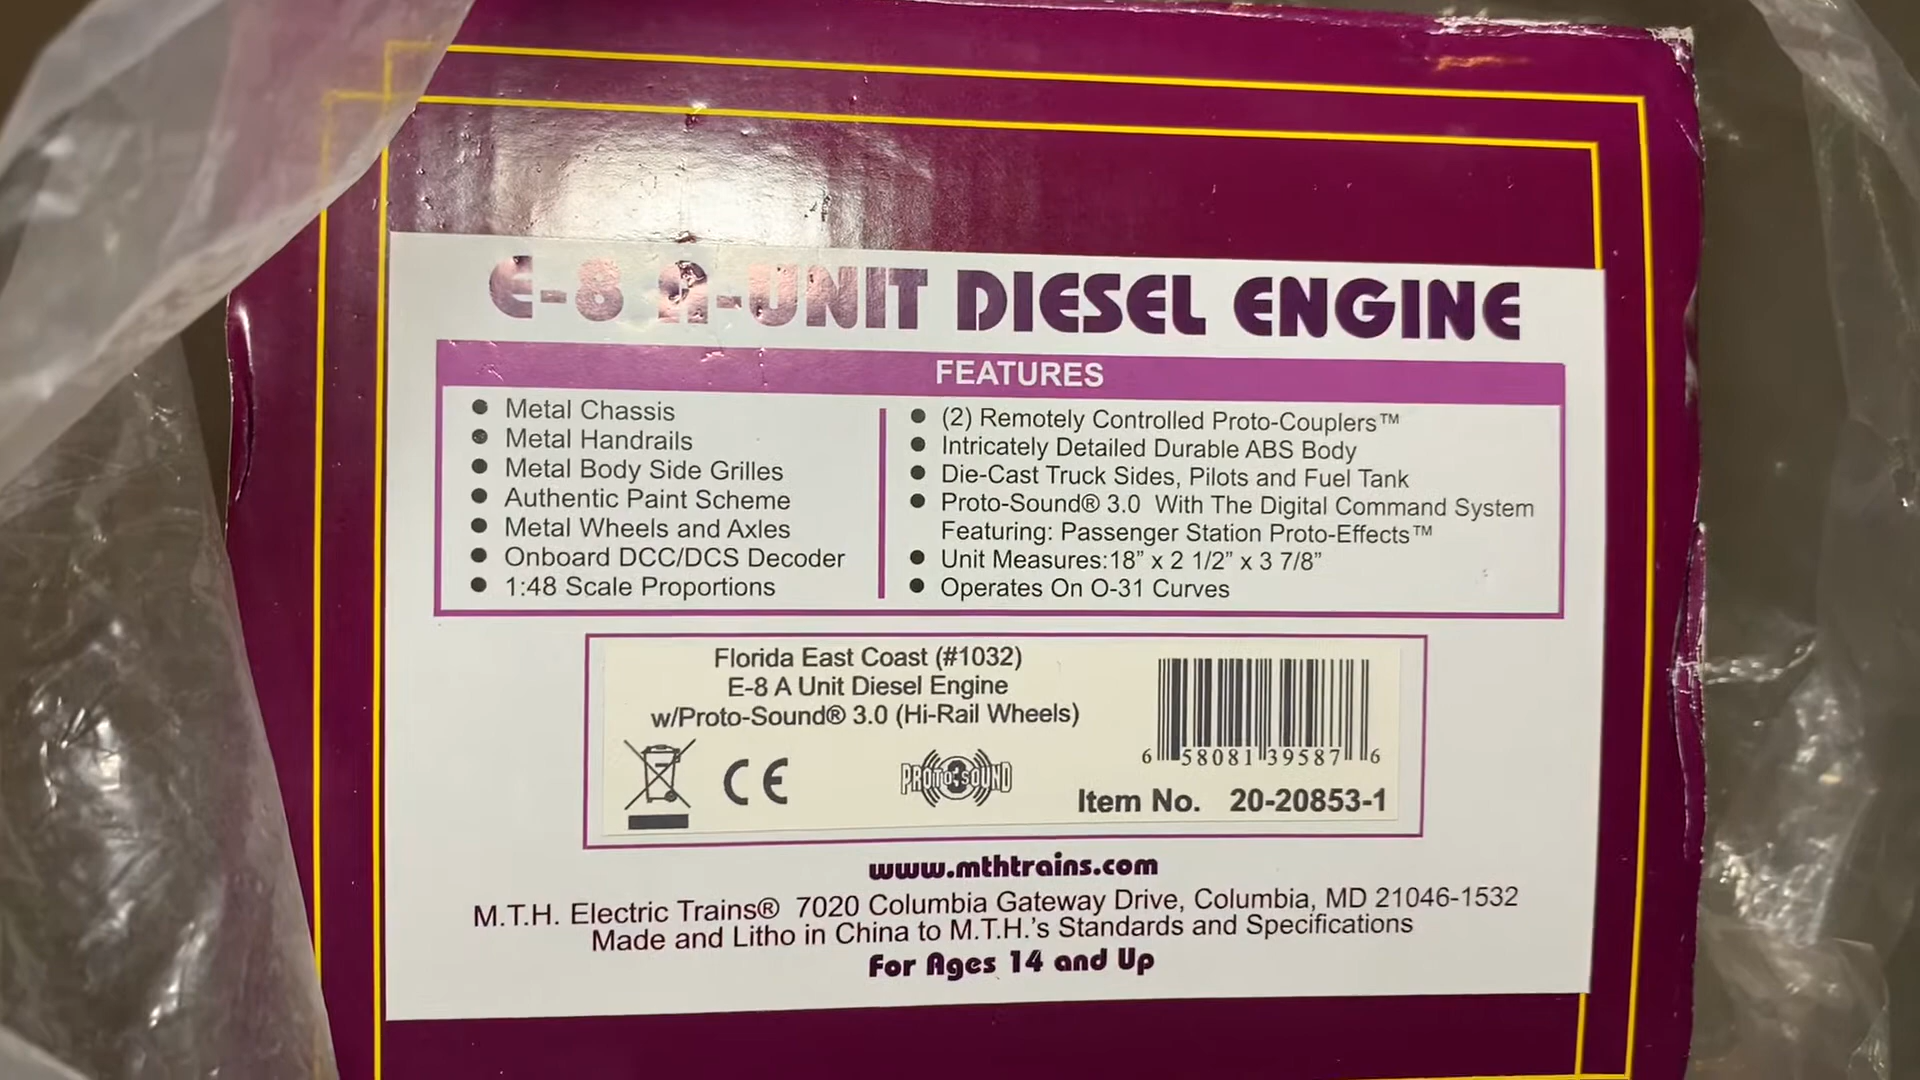 E-8 A-UNIT DIESEL ENGINE
FEATURES
• Metal Chassis
• Metal Handrails
• Metal Body Side Grilles
• Authentic Paint Scheme
• Metal Wheels and Axles
• Onboard DCC/DCS Decoder
• 1:48 Scale Proportions
• (2) Remotely Controlled Proto-Couplers™
• Intricately Detailed Durable ABS Body
• Die-Cast Truck Sides, Pilots and Fuel Tank
• Proto-Sound® 3.0 With The Digital Command System
Featuring: Passenger Station Proto-Effects™
• Unit Measures:18” x 2 1/2” x 3 7/8”
• Operates On O-31 Curves
Florida East Coast (#1032)
E-8 A Unit Diesel Engine
w/Proto-Sound® 3.0 (Hi-Rail Wheels)
CE
PROTO 3 SOUND
6 58081 39587 6
Item No. 20-20853-1
www.mthtrains.com
M.T.H. Electric Trains® 7020 Columbia Gateway Drive, Columbia, MD 21046-1532
Made and Litho in China to M.T.H.’s Standards and Specifications
For Ages 14 and Up